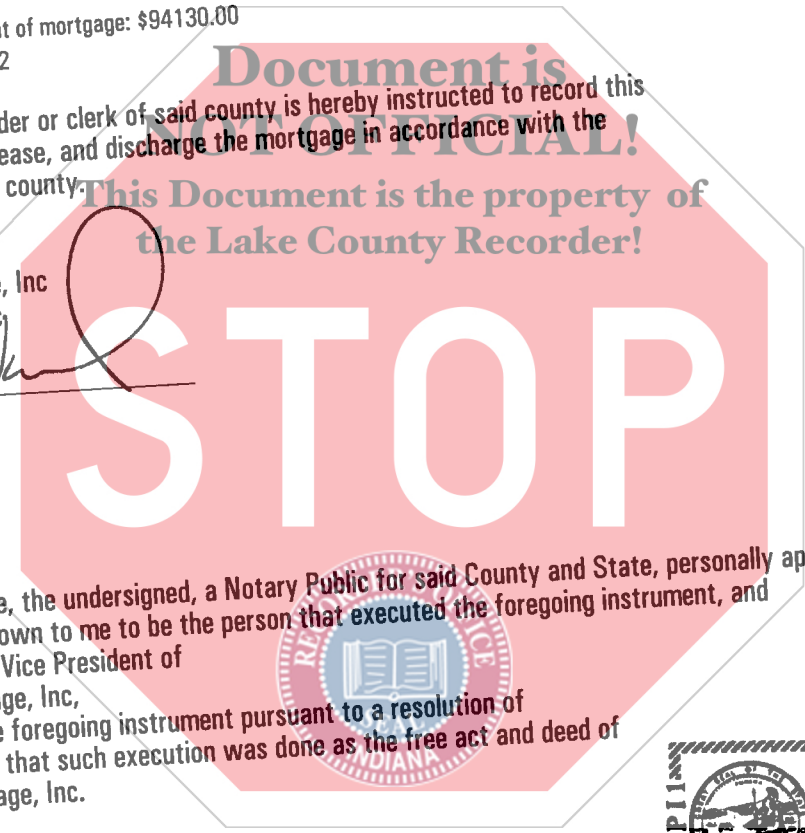 t of mortgage: $94130.00
2
Document is
der or clerk of said county is hereby instructed to record this
NOT OFFICIAL!
ease, and discharge the mortgage in accordance with the
county.
This Document is the property of
the Lake County Recorder!
, Inc
STOP
e, the undersigned, a Notary Public for said County and State, personally ap
own to me to be the person that executed the foregoing instrument, and
Vice President of
age, Inc,
e foregoing instrument pursuant to a resolution of
that such execution was done as the free act and deed of
age, Inc.
RECORDER'S OFFICE
SEAL
INDIANA